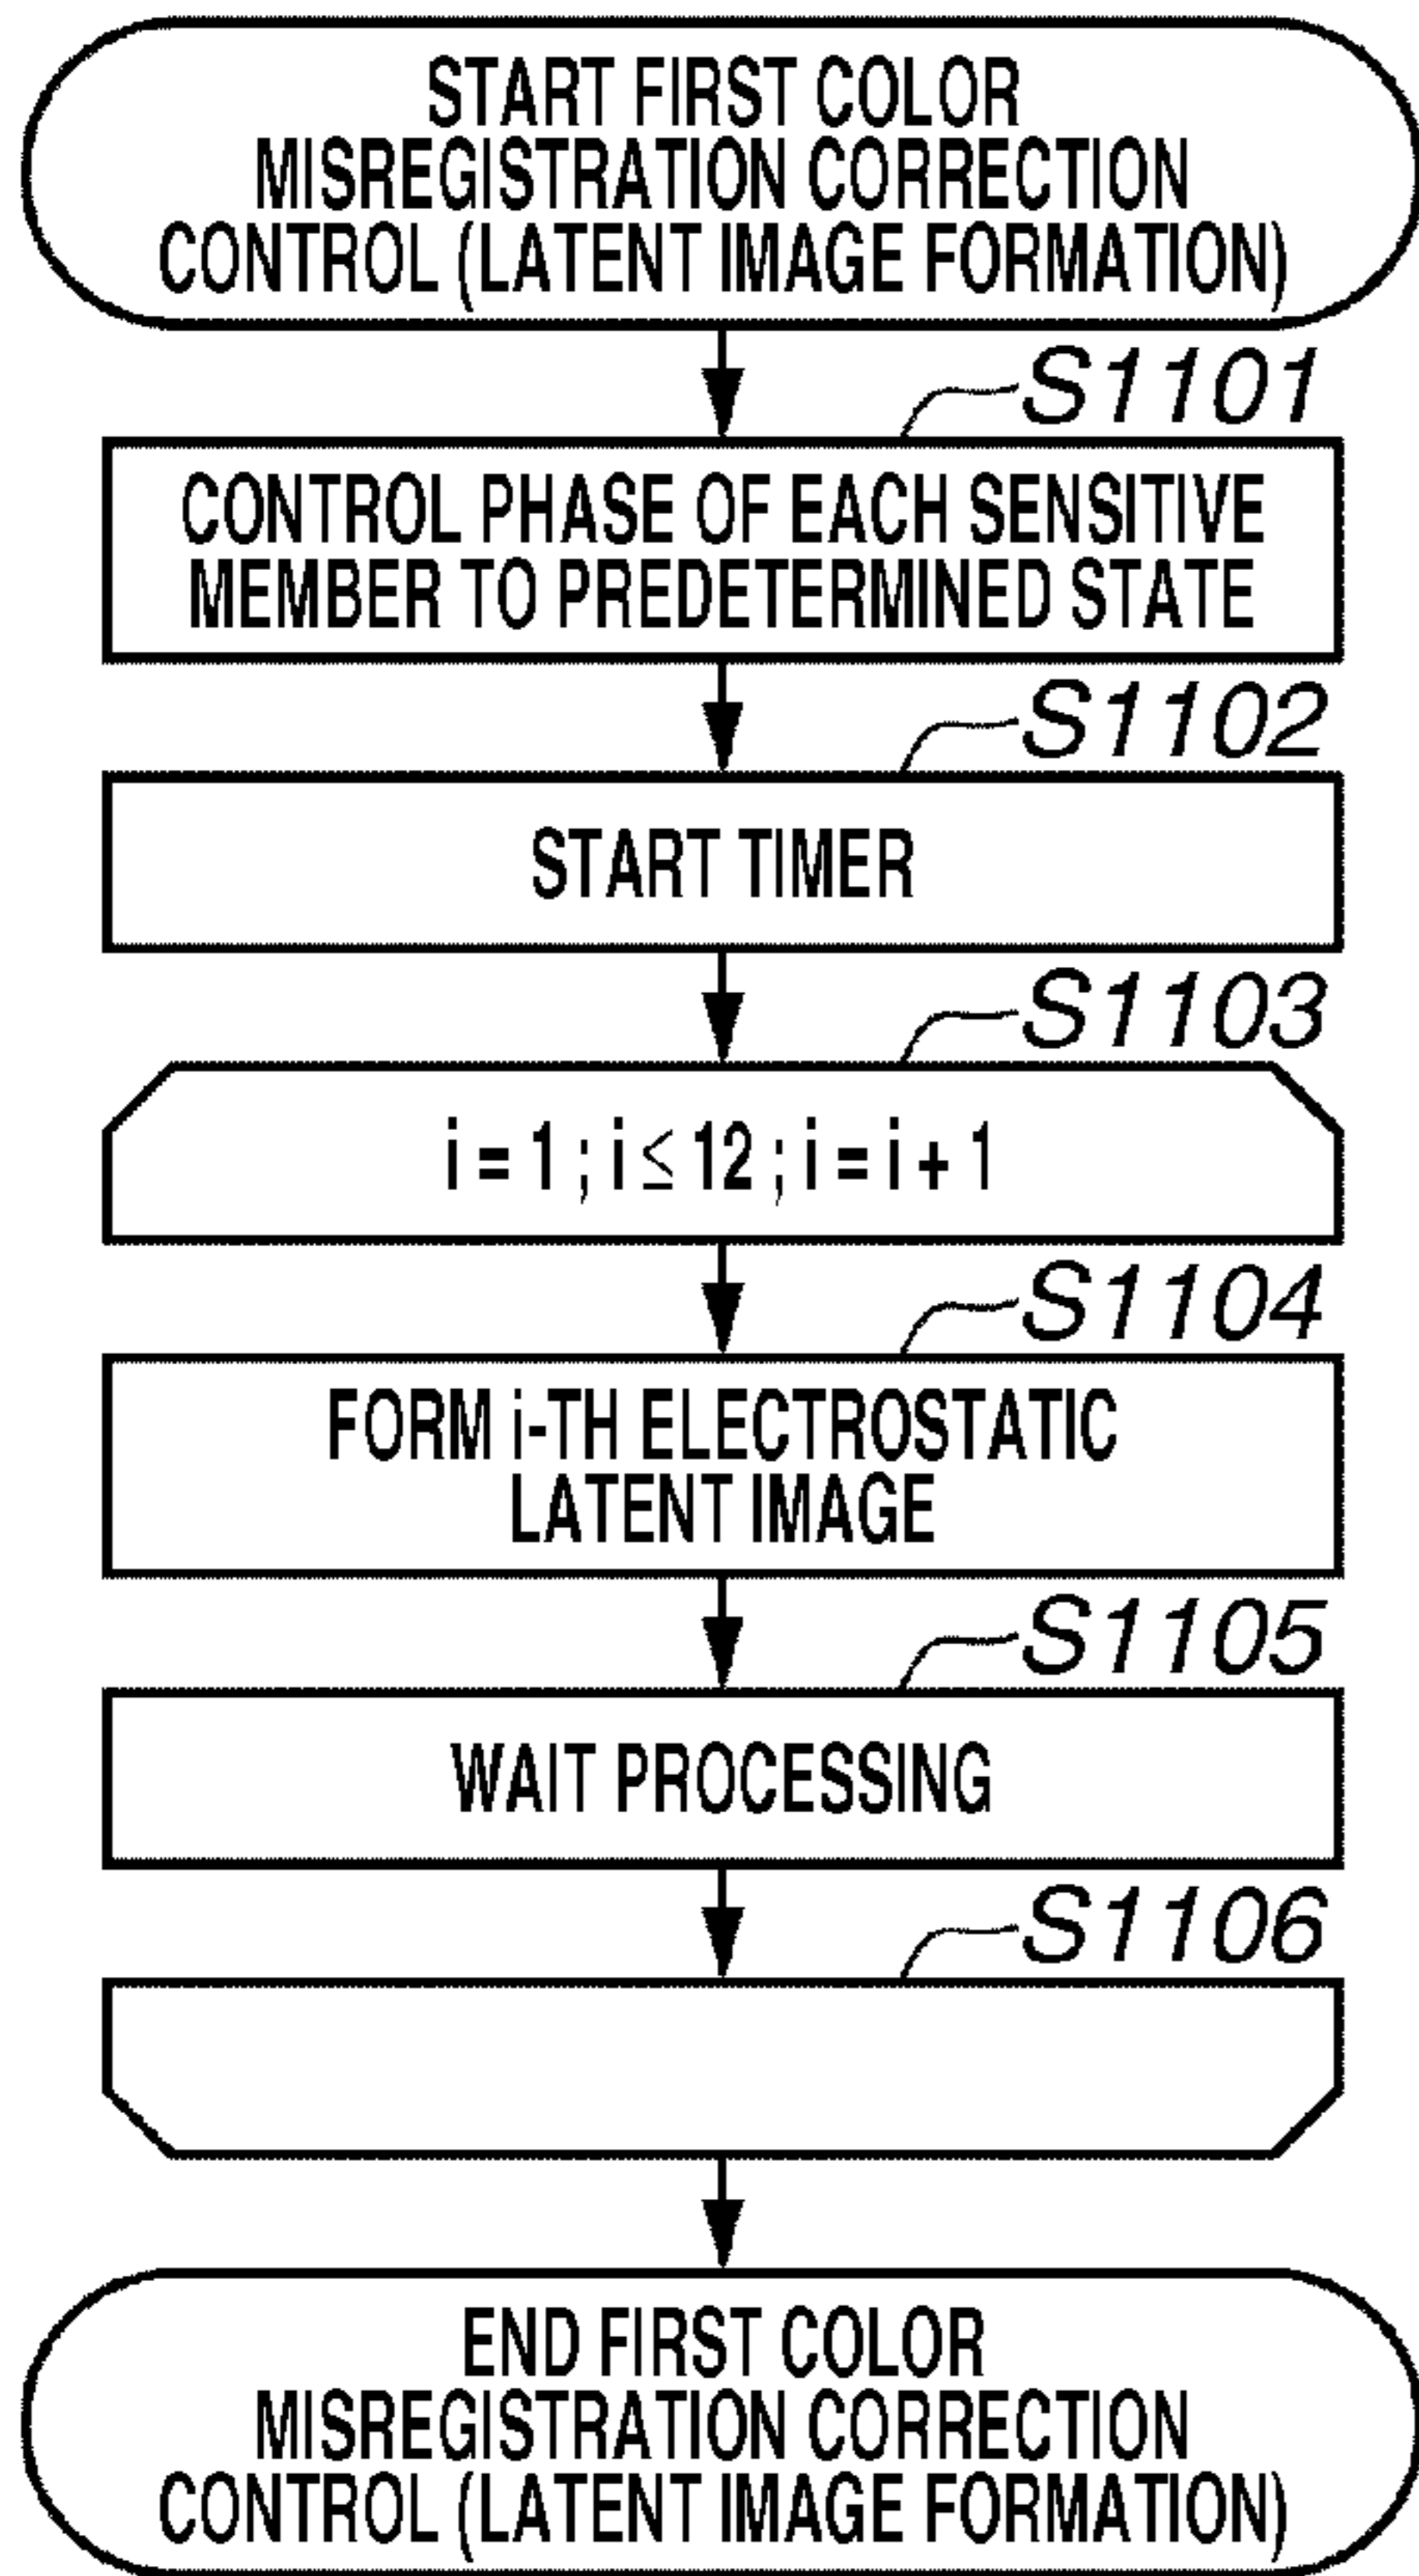 START FIRST COLOR
MISREGISTRATION CORRECTION
CONTROL (LATENT IMAGE FORMATION)
S1101
CONTROL PHASE OF EACH SENSITIVE
MEMBER TO PREDETERMINED STATE
S1102
START TIMER
S1103
i = 1 ; i ≤ 12 ; i = i + 1
S1104
FORM i-TH ELECTROSTATIC
LATENT IMAGE
S1105
WAIT PROCESSING
S1106
END FIRST COLOR
MISREGISTRATION CORRECTION
CONTROL (LATENT IMAGE FORMATION)